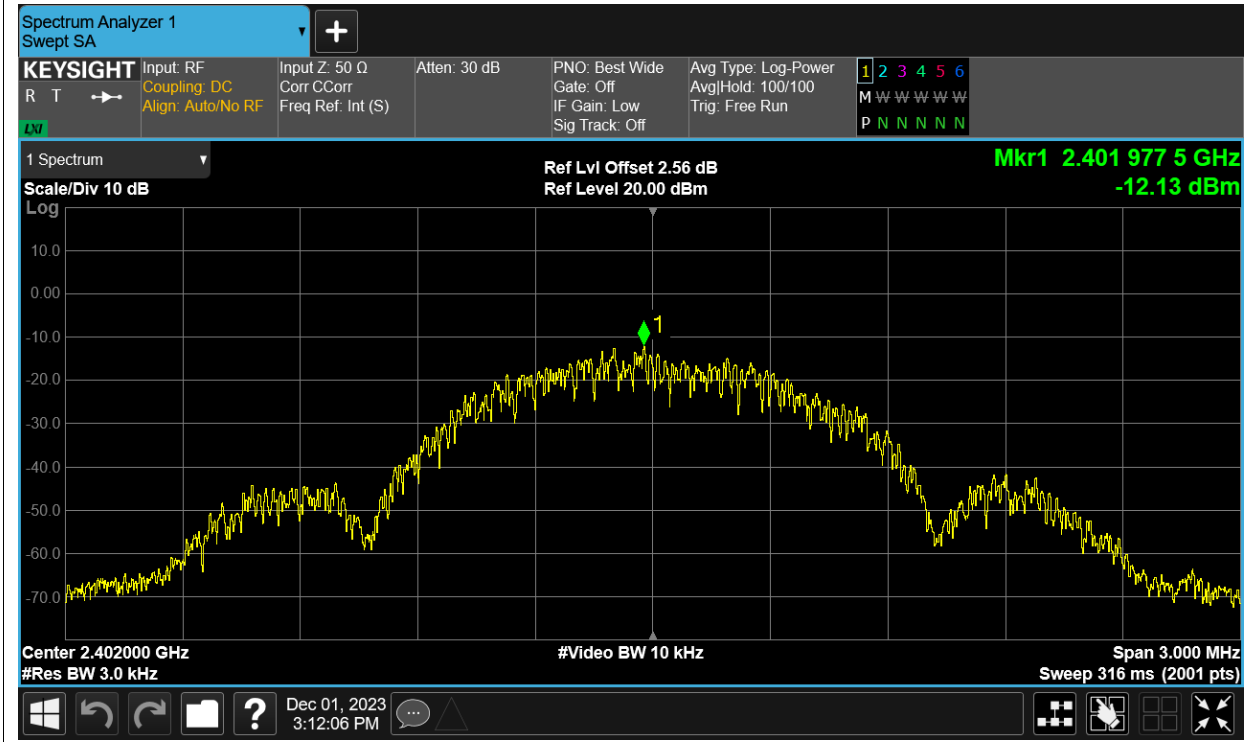 Spectrum Analyzer 1
Swept SA
KEYSIGHT
R T
LXI
Input: RF
Coupling: DC
Align: Auto/No RF
Input Z: 50 Ω
Corr CCorr
Freq Ref: Int (S)
Atten: 30 dB
PNO: Best Wide
Gate: Off
IF Gain: Low
Sig Track: Off
Avg Type: Log-Power
Avg|Hold: 100/100
Trig: Free Run
1 2 3 4 5 6
M W W W W W
P N N N N N
1 Spectrum
Scale/Div 10 dB
Log
Ref Lvl Offset 2.56 dB
Ref Level 20.00 dBm
Mkr1 2.401 977 5 GHz
-12.13 dBm
10.0
0.00
-10.0
-20.0
-30.0
-40.0
-50.0
-60.0
-70.0
1
Center 2.402000 GHz
#Res BW 3.0 kHz
#Video BW 10 kHz
Span 3.000 MHz
Sweep 316 ms (2001 pts)
?
Dec 01, 2023
3:12:06 PM